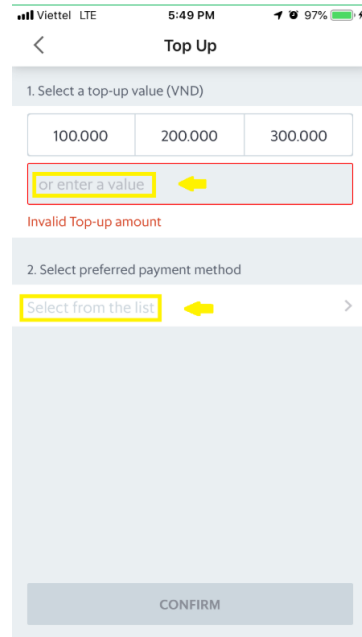 Viettel LTE 5:49 PM 97%
Top Up
1. Select a top-up value (VND)
100.000 200.000 300.000
or enter a value
Invalid Top-up amount
2. Select preferred payment method
Select from the list
CONFIRM